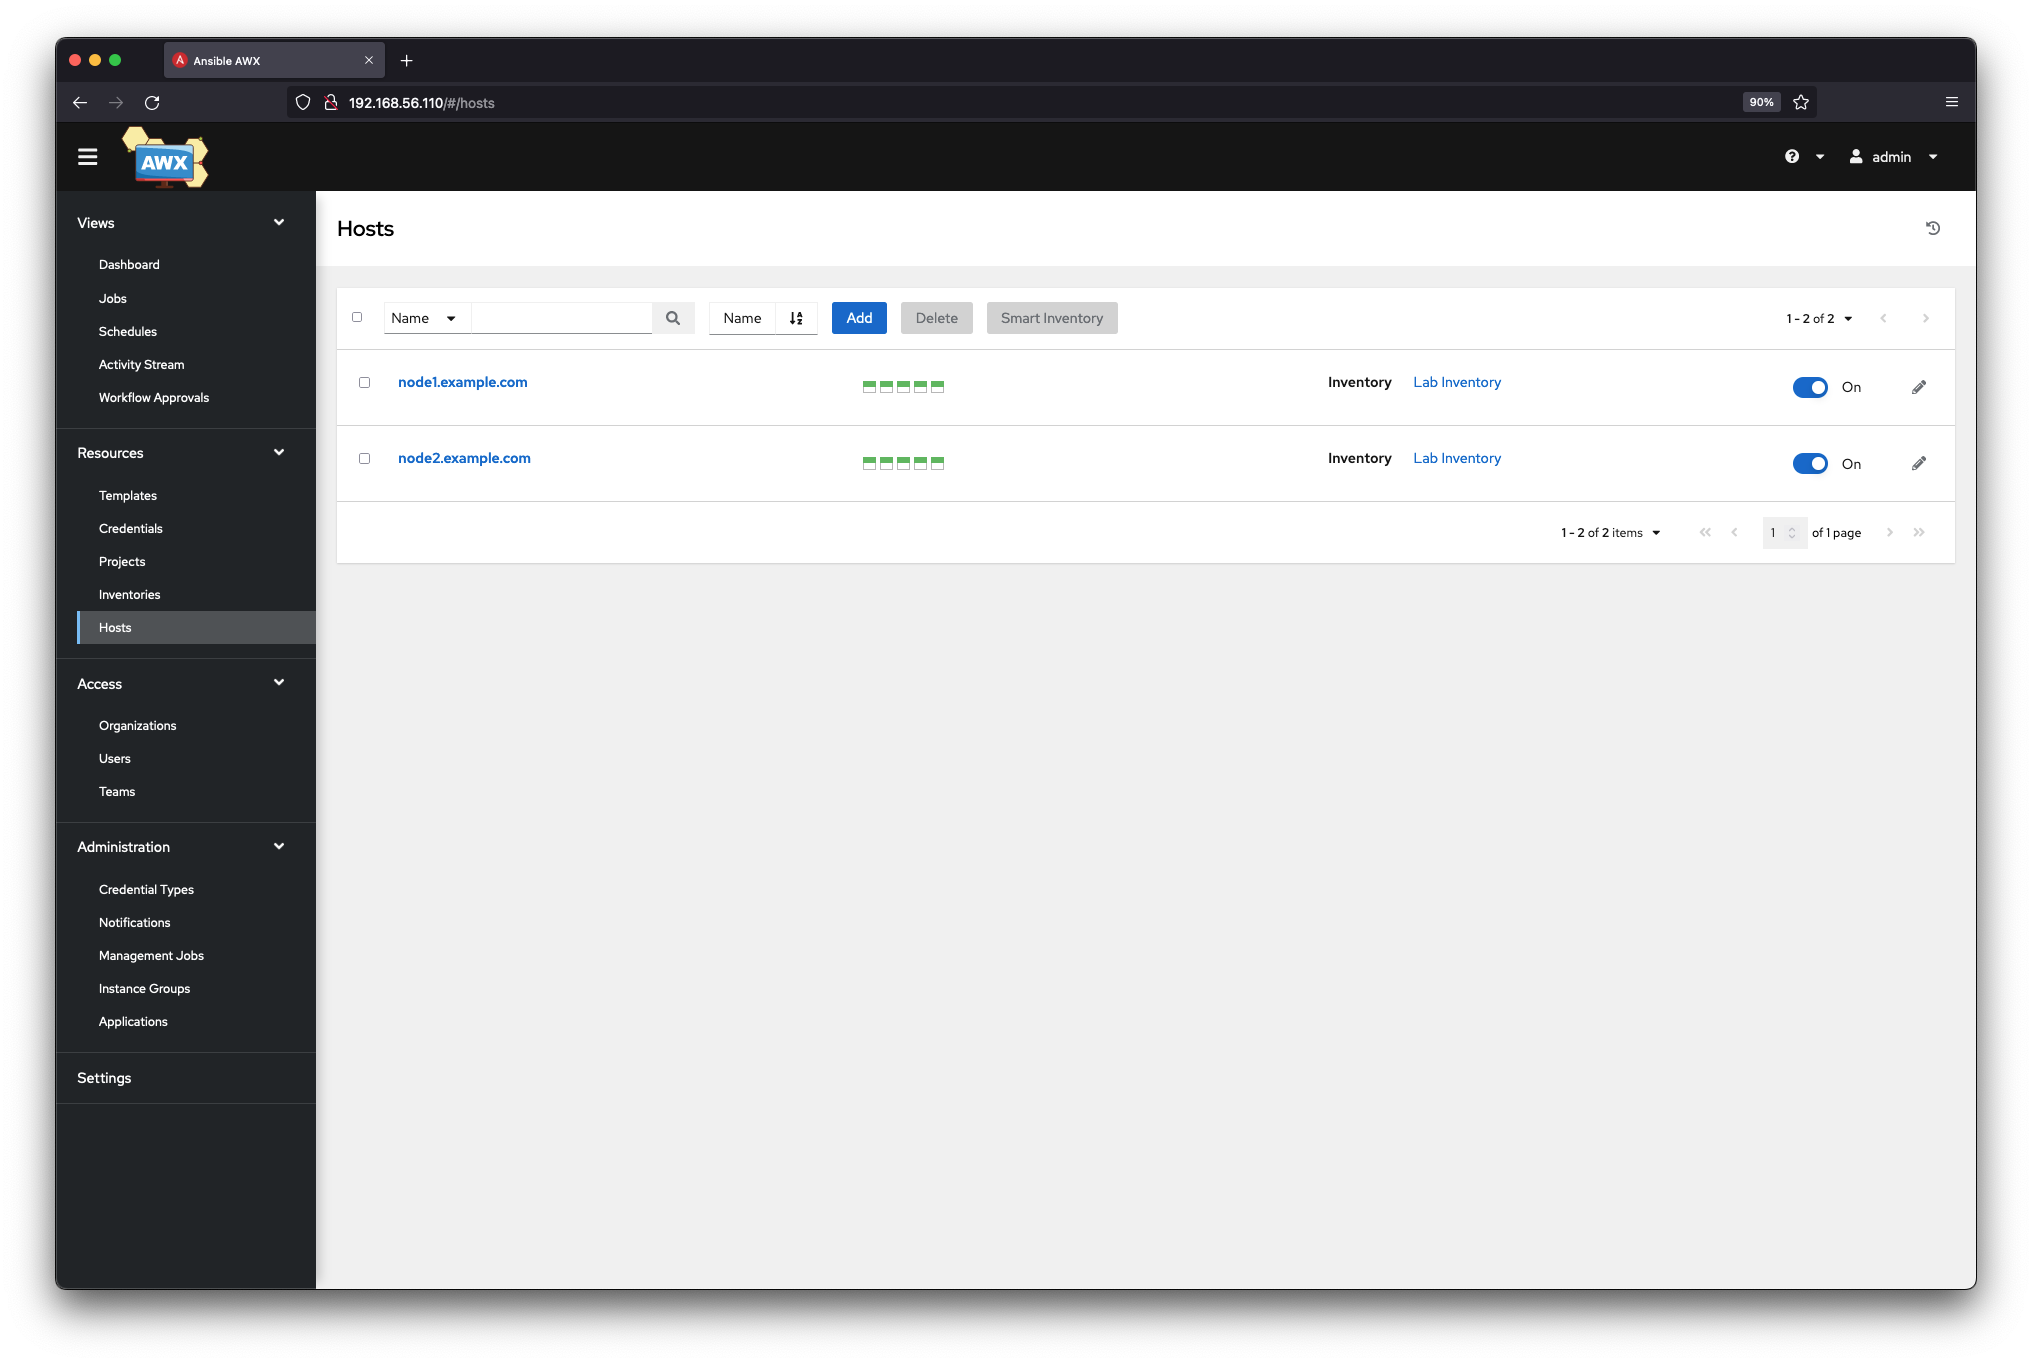 Ansible AWX
192.168.56.110/#/hosts
90%
AWX
admin
Views
Dashboard
Jobs
Schedules
Activity Stream
Workflow Approvals
Resources
Templates
Credentials
Projects
Inventories
Hosts
Access
Organizations
Users
Teams
Administration
Credential Types
Notifications
Management Jobs
Instance Groups
Applications
Settings
Hosts
Name Name Add Delete Smart Inventory 1 - 2 of 2
node1.example.com Inventory Lab Inventory On
node2.example.com Inventory Lab Inventory On
1 - 2 of 2 items 1 of 1 page